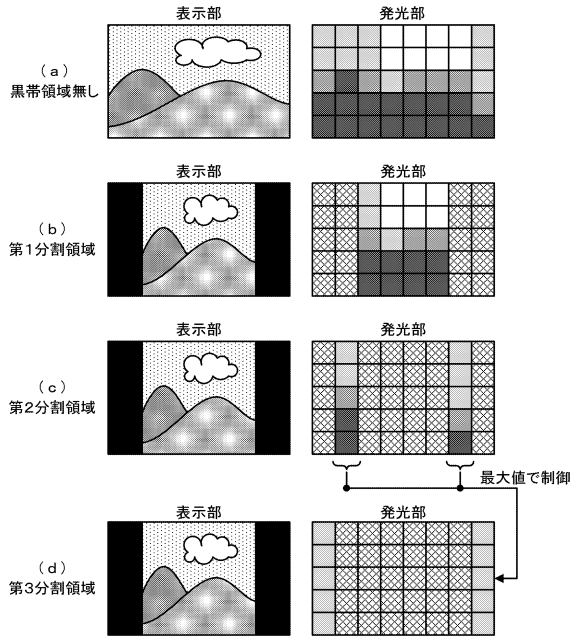 表示部
発光部
(a)
黒帯領域無し
表示部
発光部
(b)
第1分割領域
表示部
発光部
(c)
第2分割領域
最大値で制御
表示部
発光部
(d)
第3分割領域